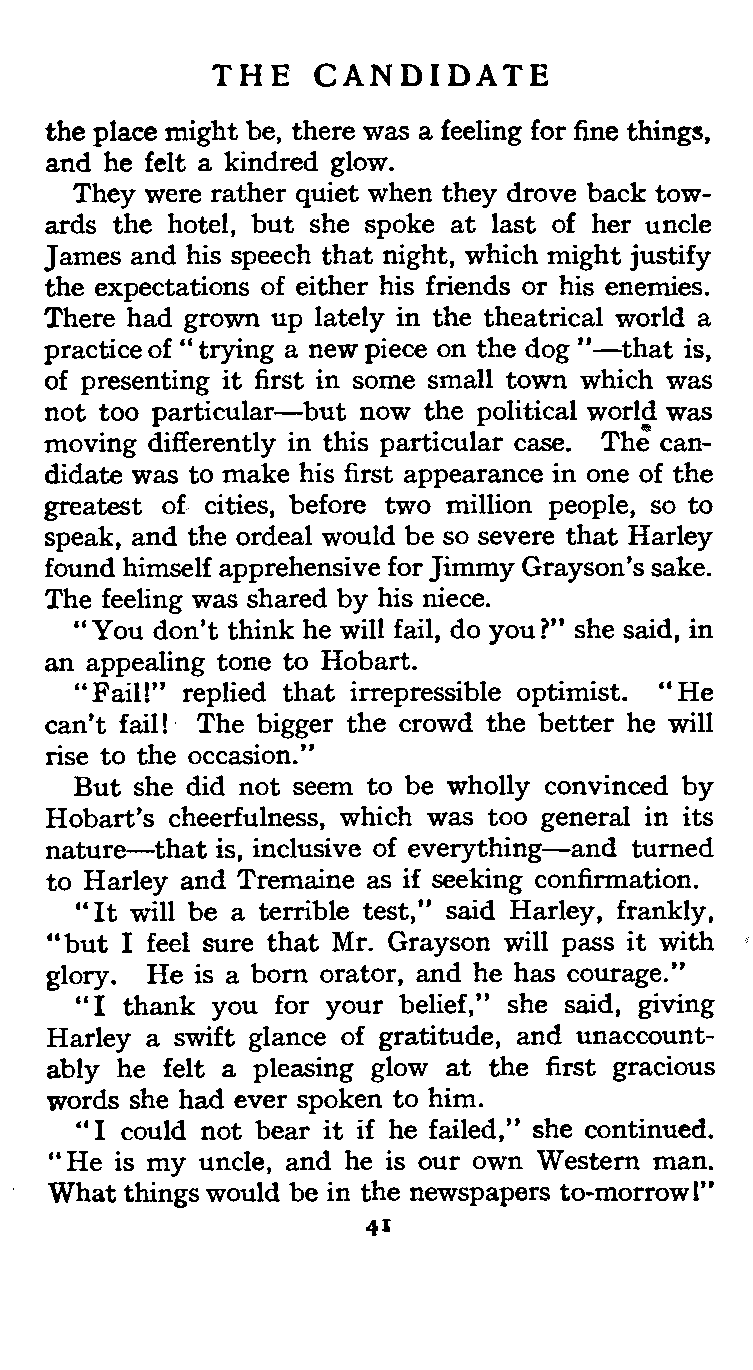 THE CANDIDATE
the place might be, there was a feeling for fine things,
and he felt a kindred glow.
They were rather quiet when they drove back tow-
ards the hotel, but she spoke at last of her uncle
James and his speech that night, which might justify
the expectations of either his friends or his enemies.
There had grown up lately in the theatrical world a
practice of "trying a new piece on the dog"—that is,
of presenting it first in some small town which was
not too particular—but now the political world was
moving differently in this particular case. The can-
didate was to make his first appearance in one of the
greatest of cities, before two million people, so to
speak, and the ordeal would be so severe that Harley
found himself apprehensive for Jimmy Grayson's sake.
The feeling was shared by his niece.
"You don't think he will fail, do you?" she said, in
an appealing tone to Hobart.
"Fail!" replied that irrepressible optimist. "He
can't fail! The bigger the crowd the better he will
rise to the occasion."
But she did not seem to be wholly convinced by
Hobart's cheerfulness, which was too general in its
nature—that is, inclusive of everything—and turned
to Harley and Tremaine as if seeking confirmation.
"It will be a terrible test," said Harley, frankly,
"but I feel sure that Mr. Grayson will pass it with
glory. He is a born orator, and he has courage."
"I thank you for your belief," she said, giving
Harley a swift glance of gratitude, and unaccount-
ably he felt a pleasing glow at the first gracious
words she had ever spoken to him.
"I could not bear it if he failed," she continued.
"He is my uncle, and he is our own Western man.
What things would be in the newspapers to-morrow!"
41